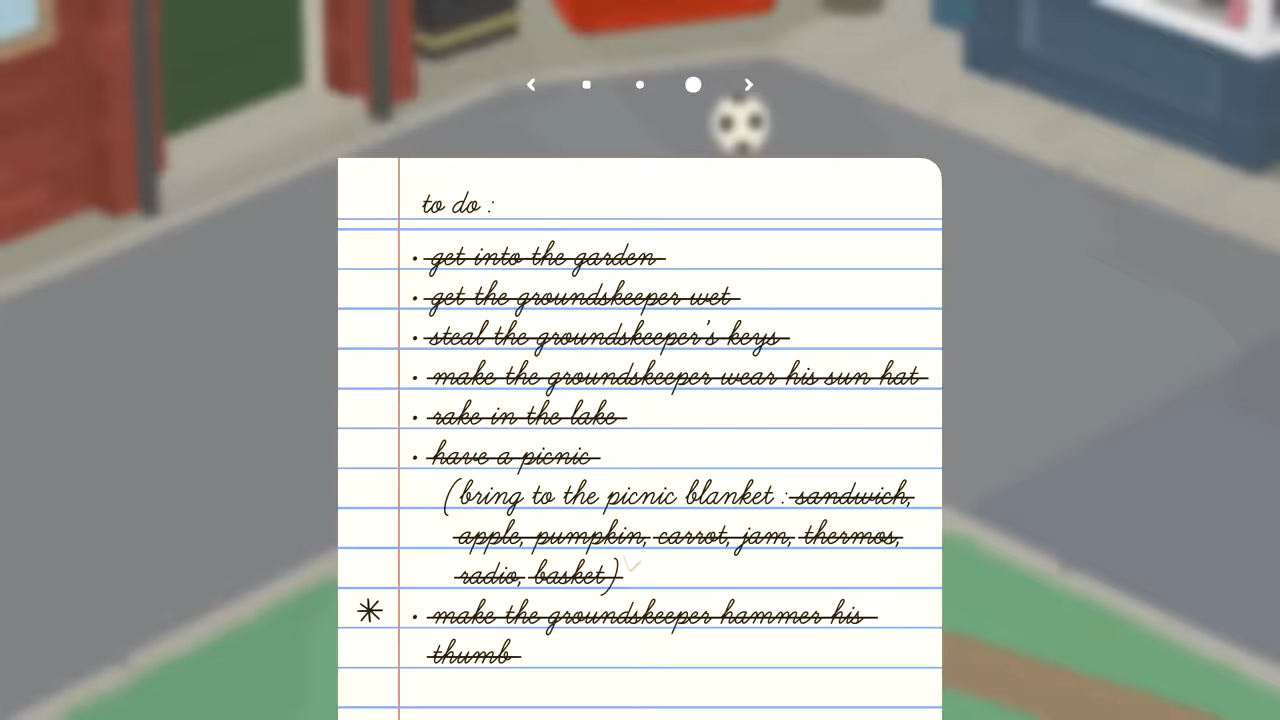 to do :
• get into the garden
• get the groundskeeper wet
• steal the groundskeeper's keys
• make the groundskeeper wear his sun hat
• rake in the lake
• have a picnic
(bring to the picnic blanket : sandwich,
apple, pumpkin, carrot, jam, thermos,
radio, basket)
• make the groundskeeper hammer his
thumb